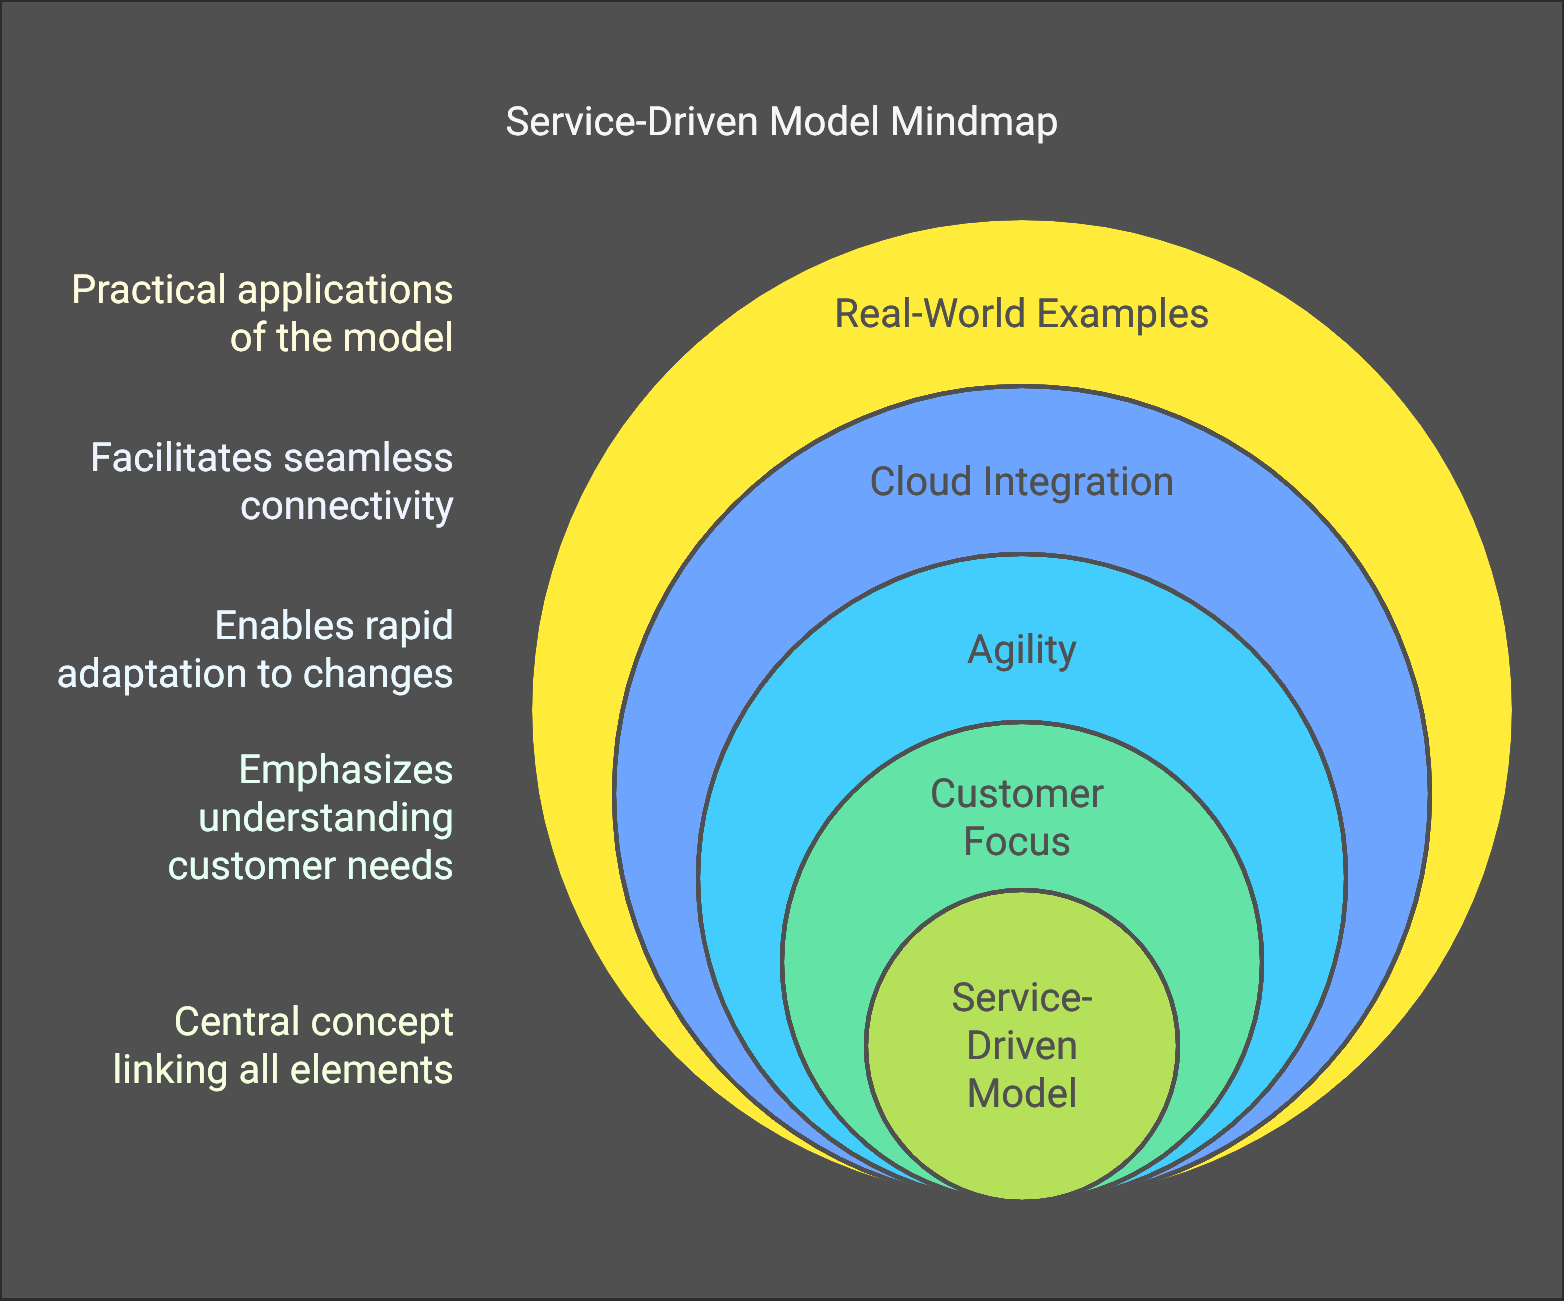 Service-Driven Model Mindmap
Practical applications
of the model
Real-World Examples
Facilitates seamless
connectivity
Cloud Integration
Enables rapid
adaptation to changes
Agility
Emphasizes
understanding
customer needs
Customer
Focus
Central concept
linking all elements
Service-
Driven
Model